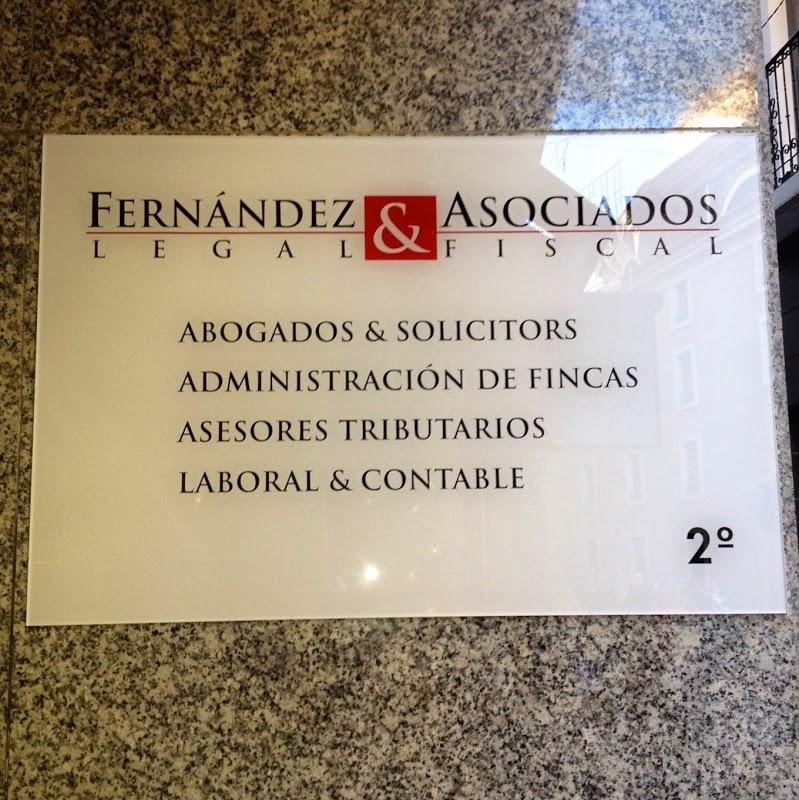 FERNÁNDEZ & ASOCIADOS
LEGAL FISCAL
ABOGADOS & SOLICITORS
ADMINISTRACIÓN DE FINCAS
ASESORES TRIBUTARIOS
LABORAL & CONTABLE
2º